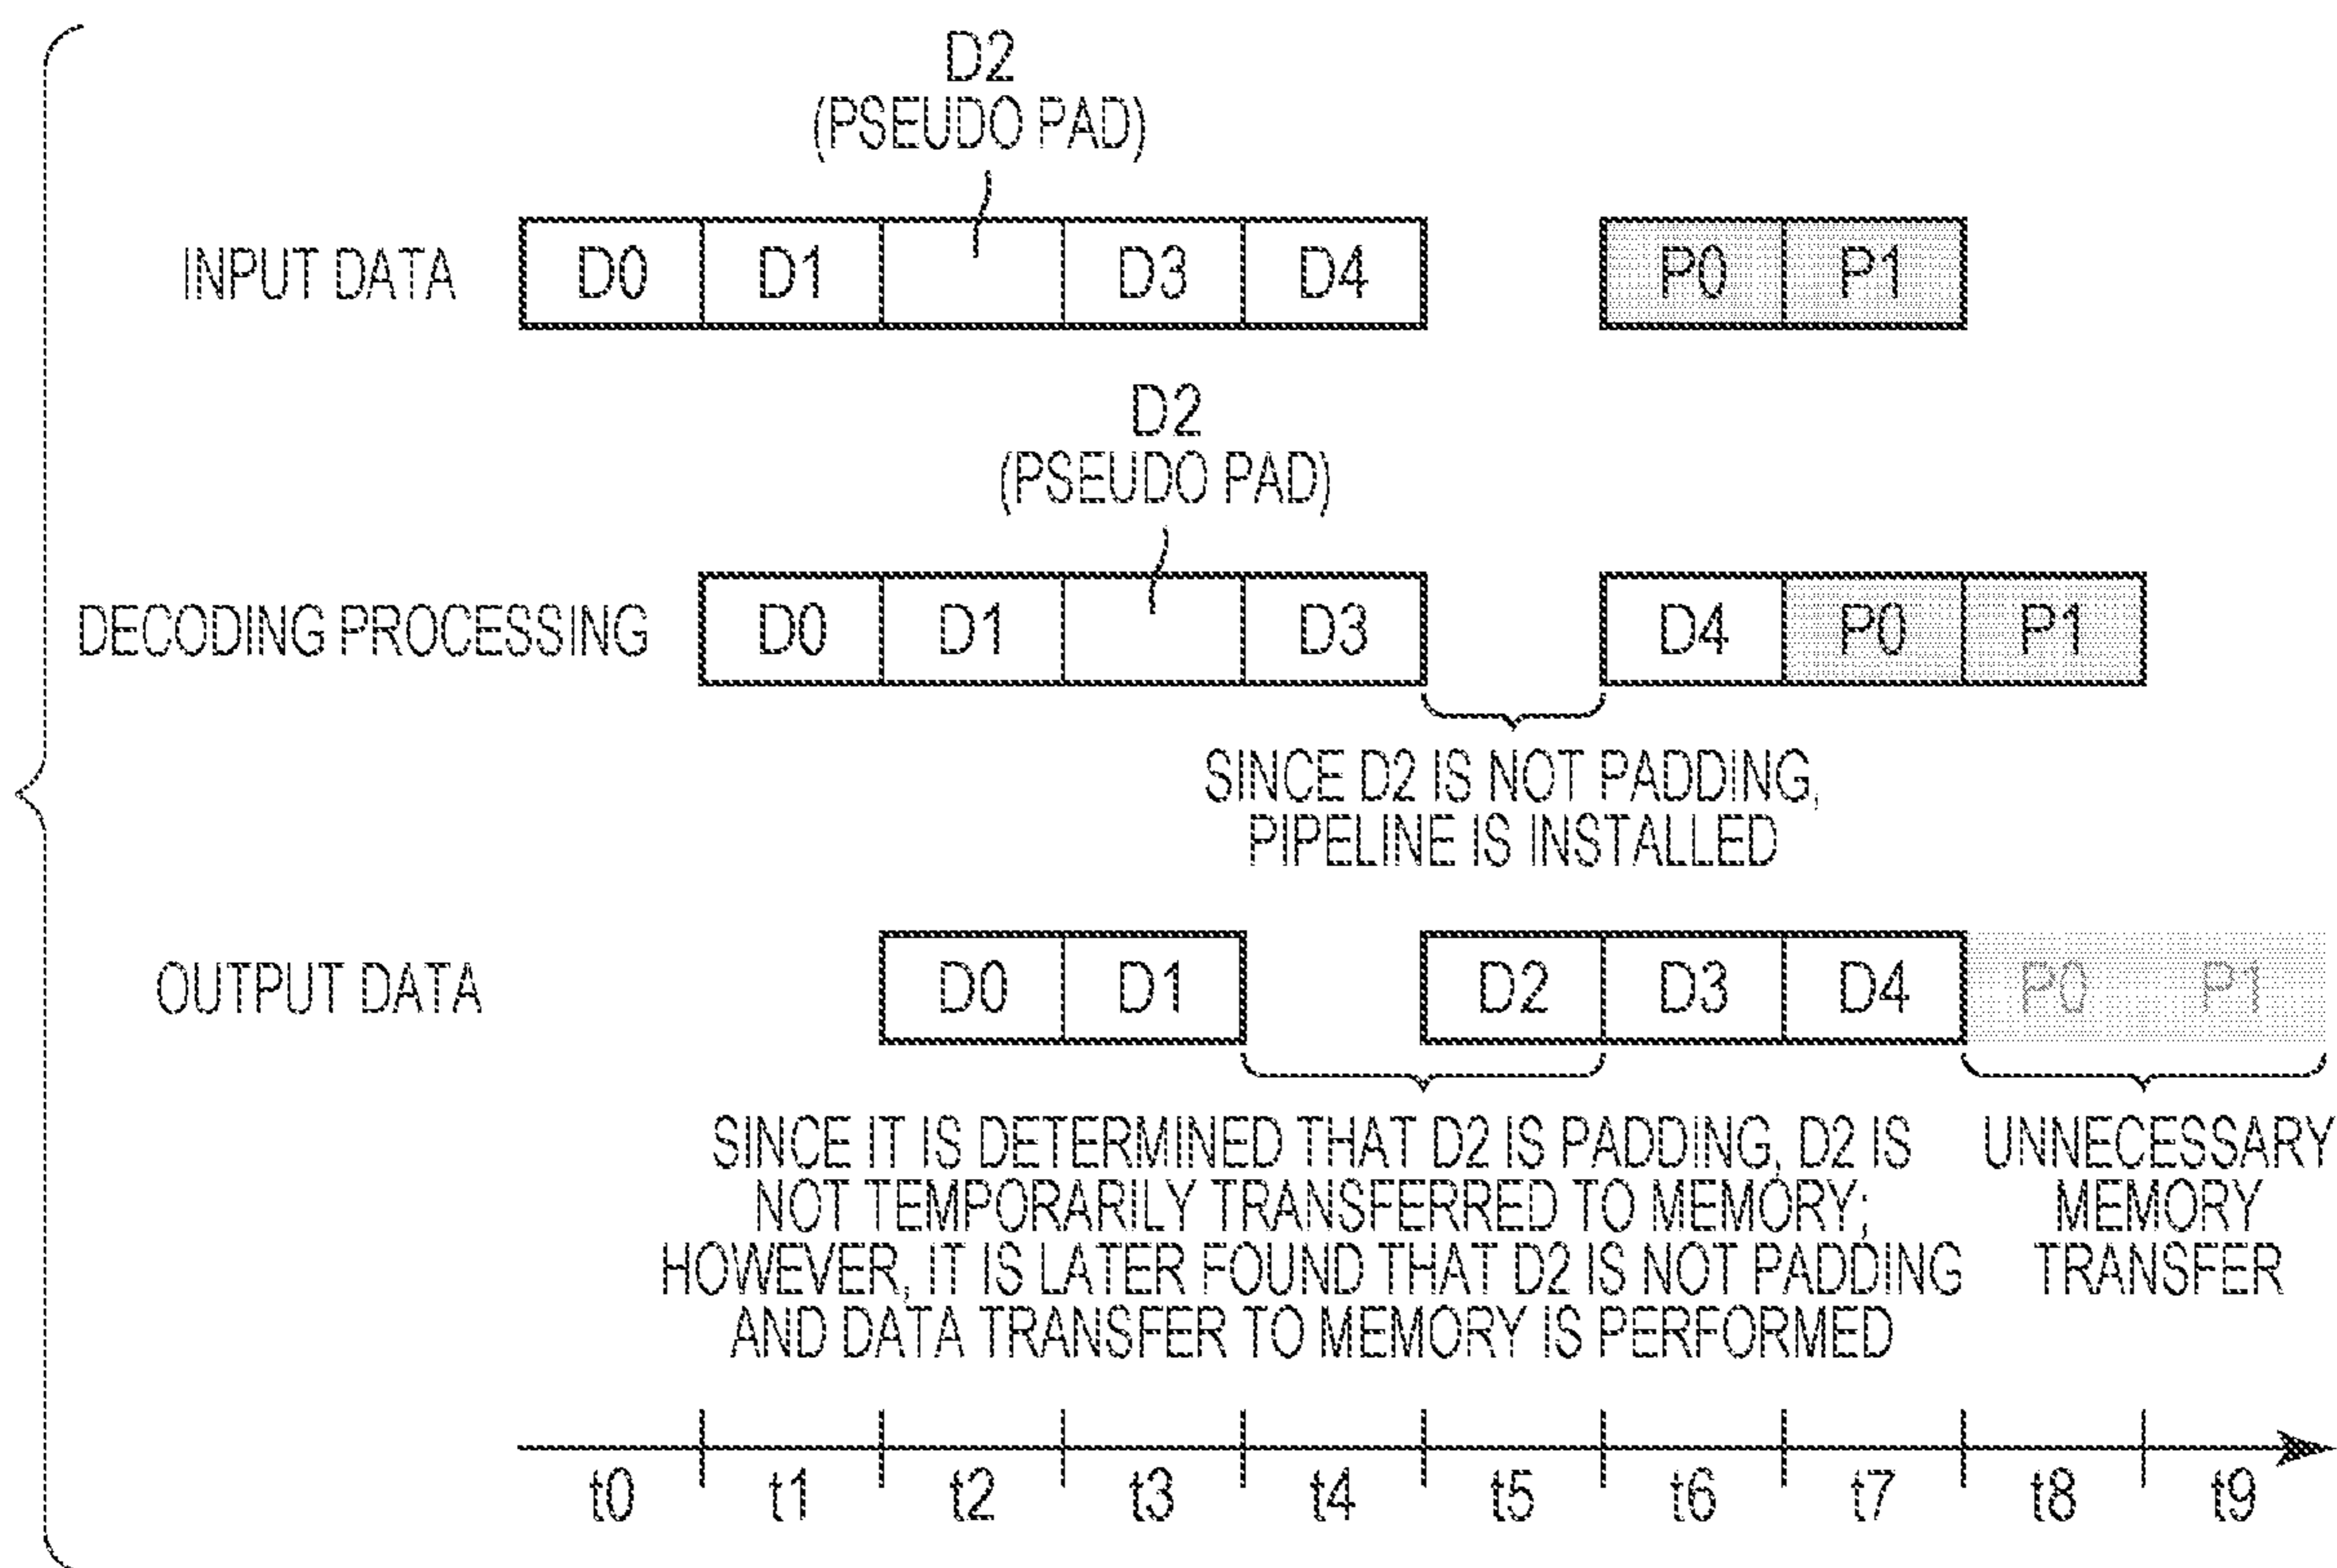 D2
(PSEUDO PAD)
INPUT DATA D0 D1 D3 D4 P0 P1
D2
(PSEUDO PAD)
DECODING PROCESSING D0 D1 D3 D4 P0 P1
SINCE D2 IS NOT PADDING,
PIPELINE IS INSTALLED
OUTPUT DATA D0 D1 D2 D3 D4 P0 P1
SINCE IT IS DETERMINED THAT D2 IS PADDING, D2 IS
NOT TEMPORARILY TRANSFERRED TO MEMORY;
HOWEVER, IT IS LATER FOUND THAT D2 IS NOT PADDING
AND DATA TRANSFER TO MEMORY IS PERFORMED
UNNECESSARY
MEMORY
TRANSFER
t0 t1 t2 t3 t4 t5 t6 t7 t8 t9